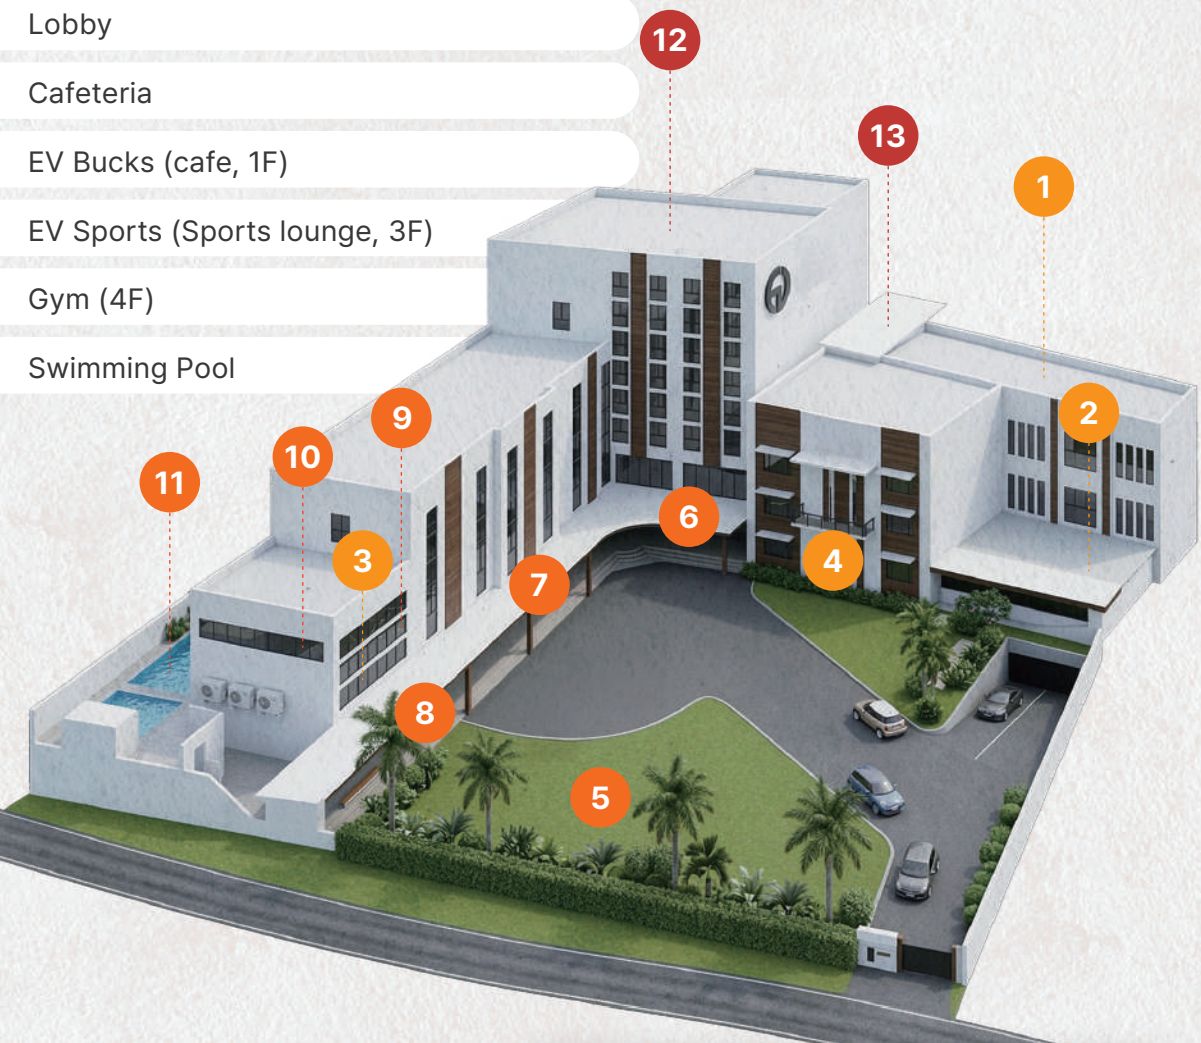 Lobby
Cafeteria
EV Bucks (cafe, 1F)
EV Sports (Sports lounge, 3F)
Gym (4F)
Swimming Pool
12
13
1
2
9
10
11
6
3
4
7
8
5